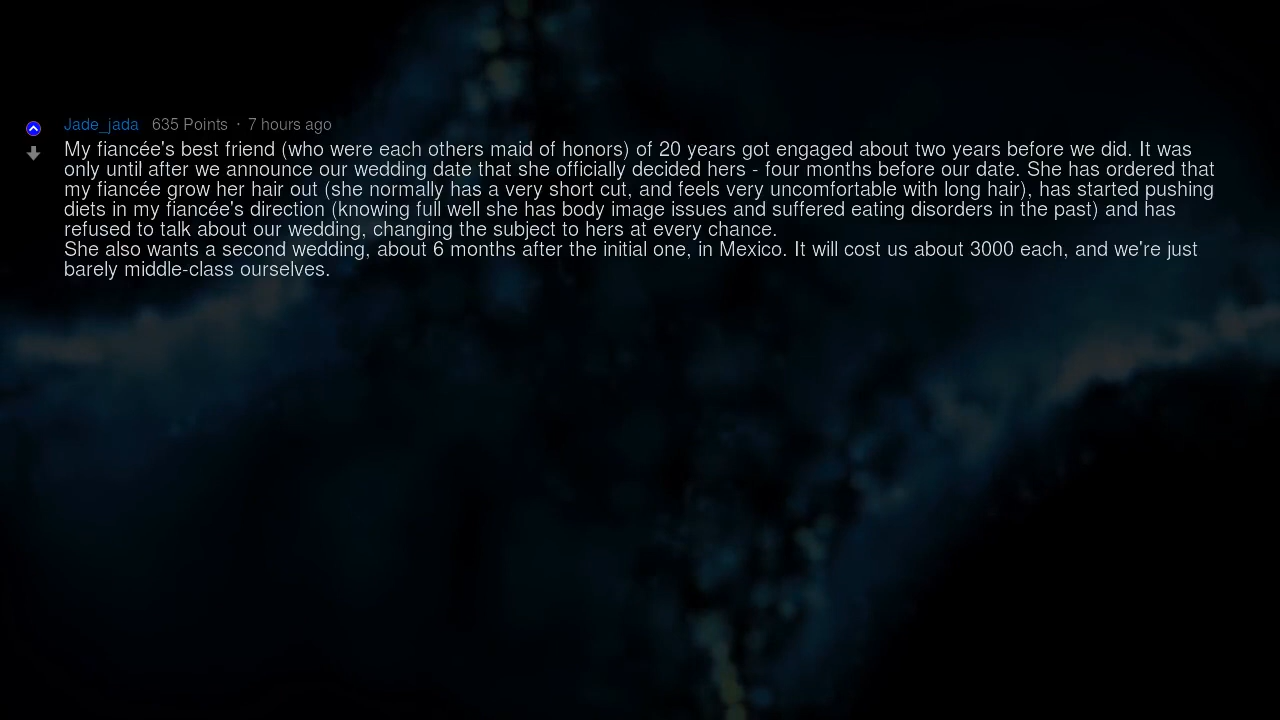 Jade_jada 635 Points · 7 hours ago
My fiancée's best friend (who were each others maid of honors) of 20 years got engaged about two years before we did. It was
only until after we announce our wedding date that she officially decided hers - four months before our date. She has ordered that
my fiancée grow her hair out (she normally has a very short cut, and feels very uncomfortable with long hair), has started pushing
diets in my fiancée's direction (knowing full well she has body image issues and suffered eating disorders in the past) and has
refused to talk about our wedding, changing the subject to hers at every chance.
She also wants a second wedding, about 6 months after the initial one, in Mexico. It will cost us about 3000 each, and we're just
barely middle-class ourselves.